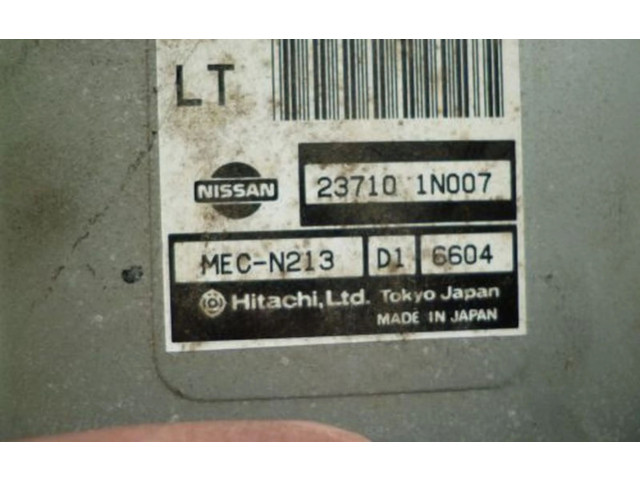 LT
NISSAN 23710 1N007
MEC-N213 D1 6604
Hitachi, Ltd. Tokyo Japan
MADE IN JAPAN